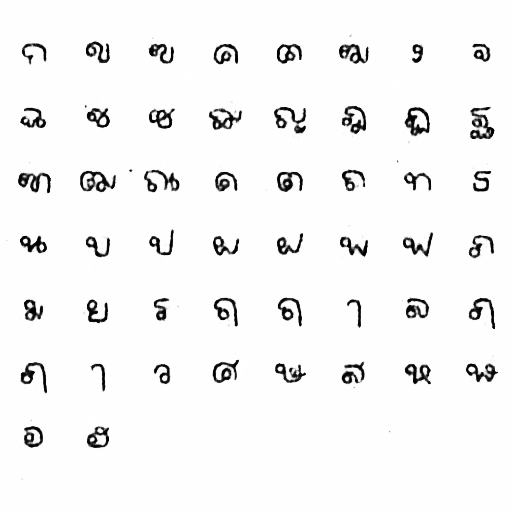 ก ข ฃ ค ฅ ฆ ง จ
ฉ ช ซ ฌ ญ ฎ ฏ ฐ
ฑ ฒ ณ ด ต ถ ท ธ
น บ ป ผ ฝ พ ฟ ภ
ม ย ร ฤ ฤ ๅ ล ฦ
ฦ ๅ ว ศ ษ ส ห ฬ
อ ฮ